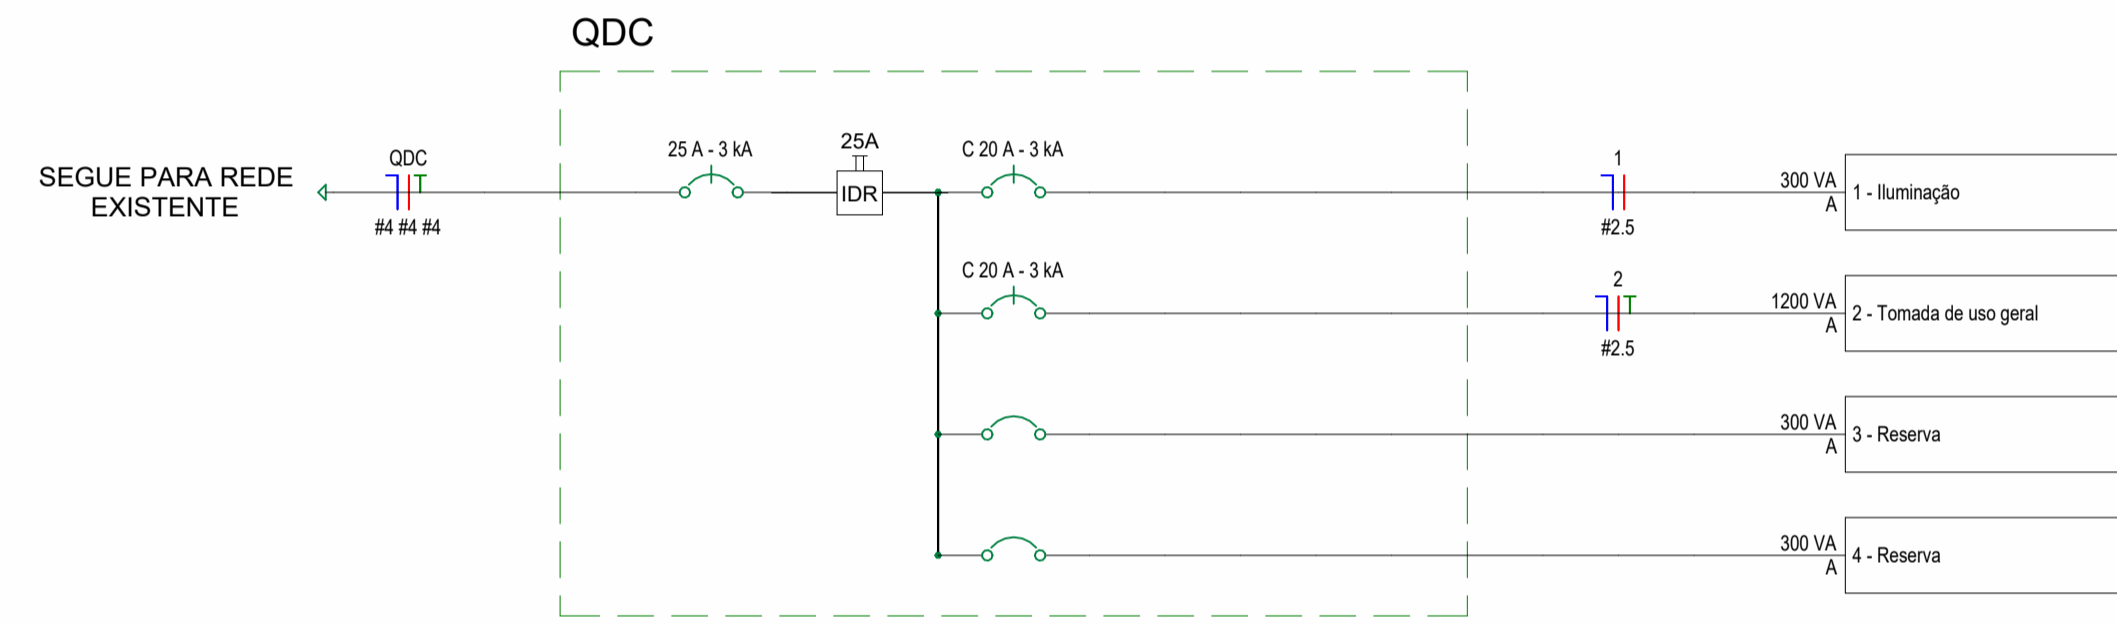 QDC
SEGUE PARA REDE
EXISTENTE
QDC
#4 #4 #4
25 A - 3 kA
25A
IDR
C 20 A - 3 kA
1
#2.5
300 VA
A
1 - Iluminação
C 20 A - 3 kA
2
#2.5
1200 VA
A
2 - Tomada de uso geral
300 VA
A
3 - Reserva
300 VA
A
4 - Reserva